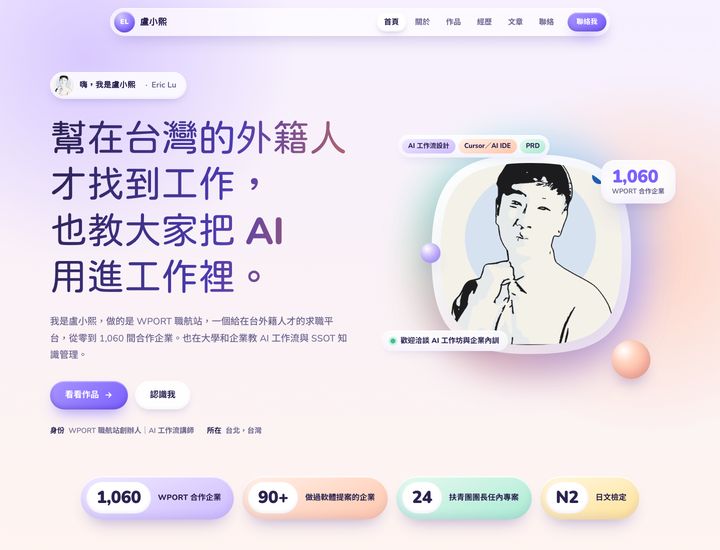 EL 盧小熙 首頁 關於 作品 經歷 文章 聯絡 聯絡我
嗨，我是盧小熙 · Eric Lu
幫在台灣的外籍人
才找到工作，
也教大家把 AI
用進工作裡。
我是盧小熙，做的是 WPORT 職航站，一個給在台外籍人才的求職平
台，從零到 1,060 間合作企業。也在大學和企業教 AI 工作流與 SSOT 知
識管理。
看看作品 → 認識我
身份 WPORT 職航站創辦人｜AI 工作流講師 所在 台北，台灣
AI 工作流設計 Cursor／AI IDE PRD
1,060
WPORT 合作企業
歡迎洽談 AI 工作坊與企業內訓
1,060 WPORT 合作企業 90+ 做過軟體提案的企業 24 扶青團團長任內專案 N2 日文檢定